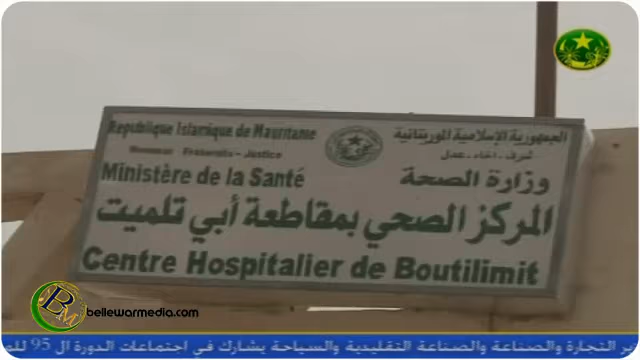 République Islamique de Mauritanie
Honneur - Fraternité - Justice
Ministère de la Santé
الجمهورية الإسلامية الموريتانية
شرف - إخاء - عدل
وزارة الصحة
المركز الصحي بمقاطعة أبي تلميت
Centre Hospitalier de Boutilimit
BM
bellewarmedia.com
التجارة والصناعة والصناعة التقليدية والسياحة يشارك في اجتماعات الدورة ال 95